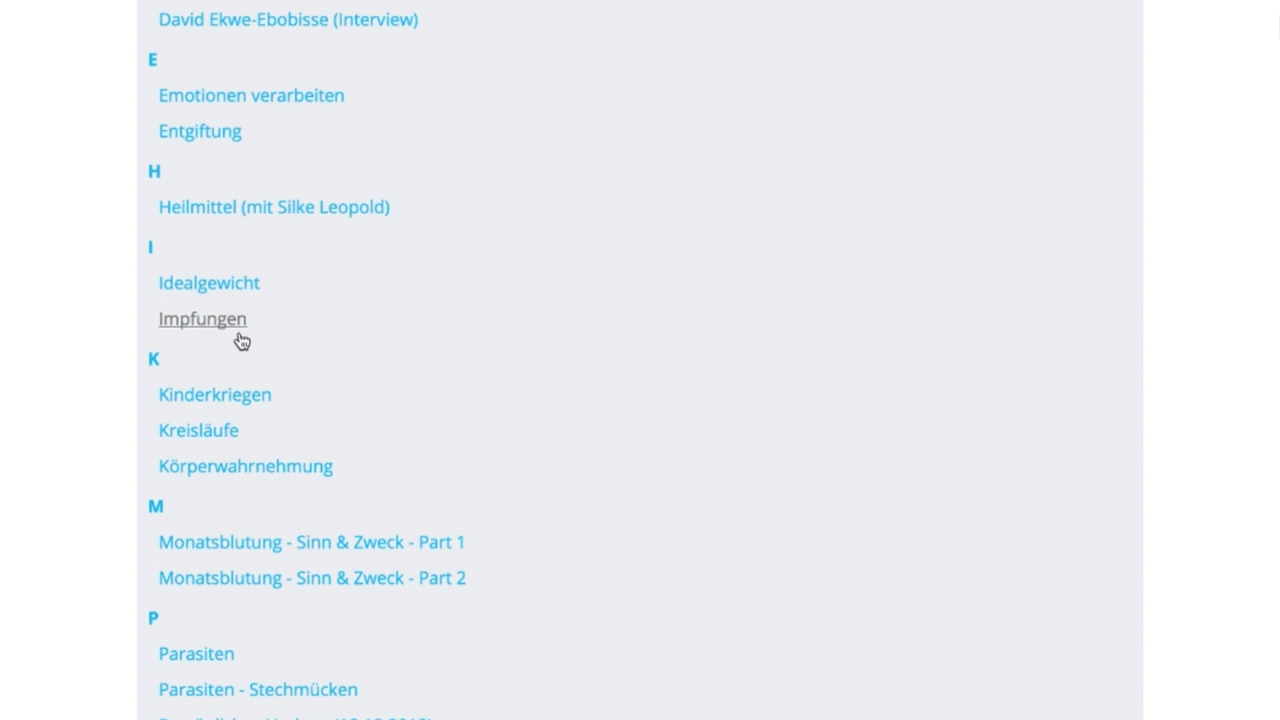 David Ekwe-Ebobisse (Interview)
E
Emotionen verarbeiten
Entgiftung
H
Heilmittel (mit Silke Leopold)
I
Idealgewicht
Impfungen
K
Kinderkriegen
Kreisläufe
Körperwahrnehmung
M
Monatsblutung - Sinn & Zweck - Part 1
Monatsblutung - Sinn & Zweck - Part 2
P
Parasiten
Parasiten - Stechmücken